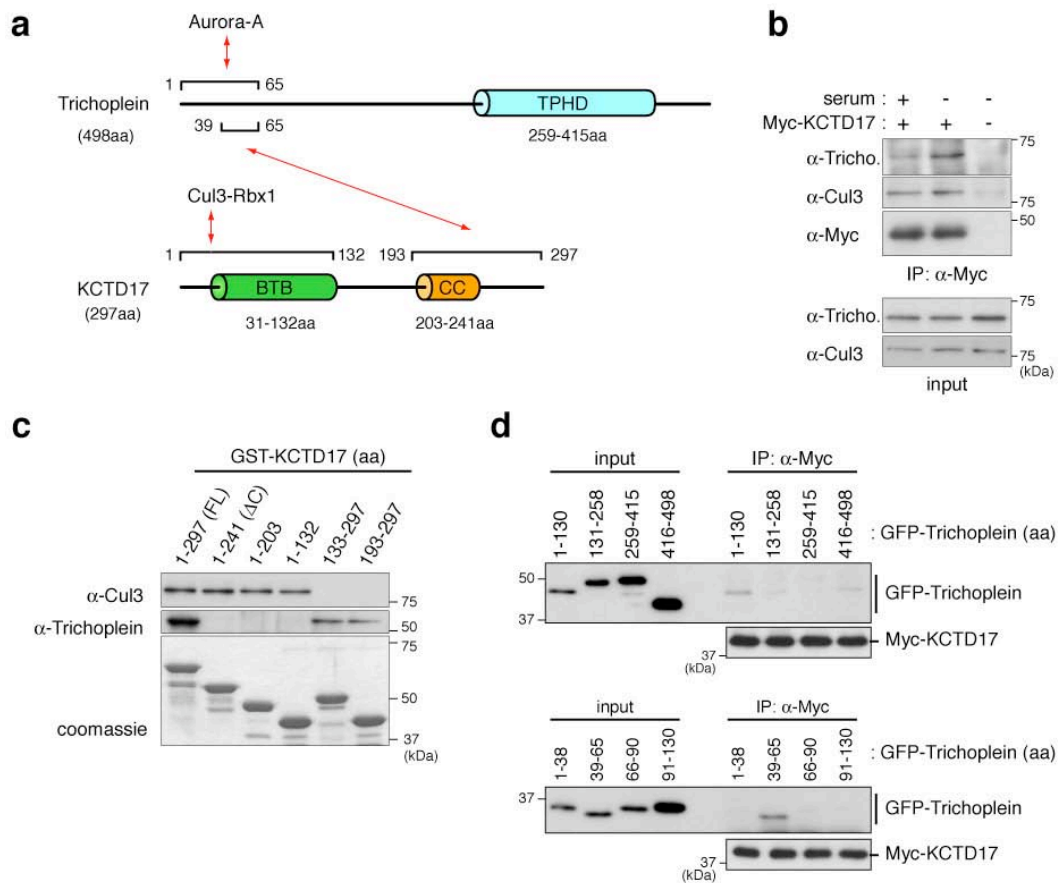 a
Aurora-A
1 65
Trichoplein
TPHD
(498aa)
39 65
259-415aa
Cul3-Rbx1
1 132 193 297
KCTD17
BTB
CC
(297aa)
31-132aa
203-241aa
b
serum : + - -
Myc-KCTD17 : + + -
75
α-Tricho.
α-Cul3
75
50
α-Myc
IP: α-Myc
75
α-Tricho.
α-Cul3
75
(kDa)
input
c
GST-KCTD17 (aa)
1-297 (FL)
1-241 (ΔC)
1-203
1-132
133-297
193-297
α-Cul3
75
α-Trichoplein
50
75
50
coomassie
37
(kDa)
d
input
IP: α-Myc
1-130
131-258
259-415
416-498
1-130
131-258
259-415
416-498
: GFP-Trichoplein (aa)
50
GFP-Trichoplein
37
Myc-KCTD17
37
(kDa)
input
IP: α-Myc
1-38
39-65
66-90
91-130
1-38
39-65
66-90
91-130
: GFP-Trichoplein (aa)
37
GFP-Trichoplein
Myc-KCTD17
37
(kDa)